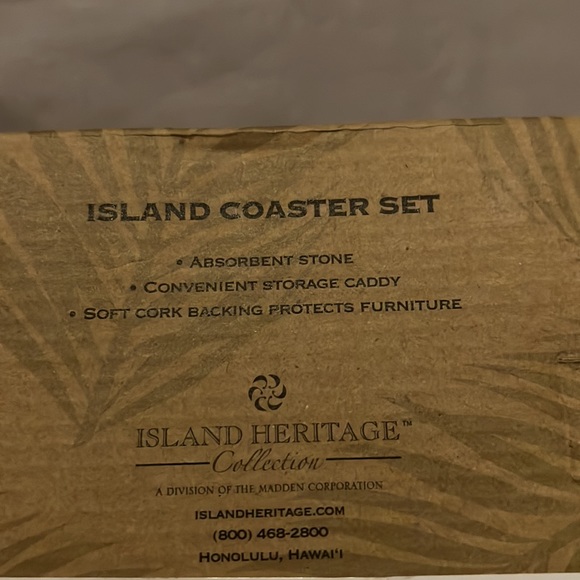 ISLAND COASTER SET
• ABSORBENT STONE
• CONVENIENT STORAGE CADDY
• SOFT CORK BACKING PROTECTS FURNITURE
ISLAND HERITAGE™
Collection
A DIVISION OF THE MADDEN CORPORATION
ISLANDHERITAGE.COM
(800) 468-2800
HONOLULU, HAWAI'I